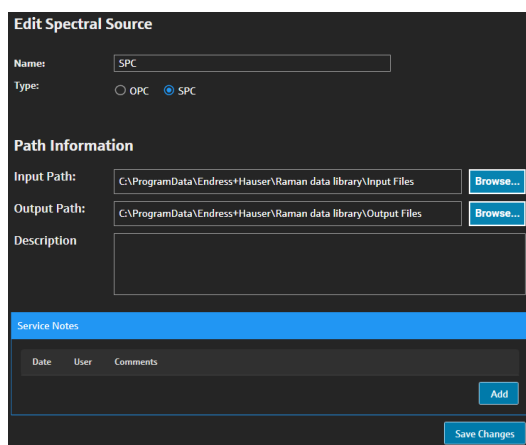 Edit Spectral Source
Name: SPC
Type: OPC SPC
Path Information
Input Path: C:\ProgramData\Endress+Hauser\Raman data library\Input Files Browse...
Output Path: C:\ProgramData\Endress+Hauser\Raman data library\Output Files Browse...
Description
Service Notes
Date User Comments
Add
Save Changes